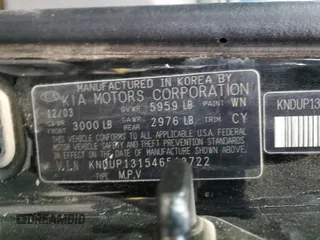 MANUFACTURED IN KOREA BY
KIA KIA MOTORS CORPORATION
12/03 GVWR 5959 LB PAINT WN
GAWR FRONT 3000 LB GAWR REAR 2976 LB TRIM CY
THIS VEHICLE CONFORMS TO ALL APPLICABLE
U.S. FEDERAL MOTOR VEHICLE SAFETY AND
THEFT PREVENTION STANDARDS IN EFFECT ON
THE DATE OF MANUFACTURE SHOWN ABOVE.
V.I.N
TYPE M.P.V
KNDUP13
IDREAMBID